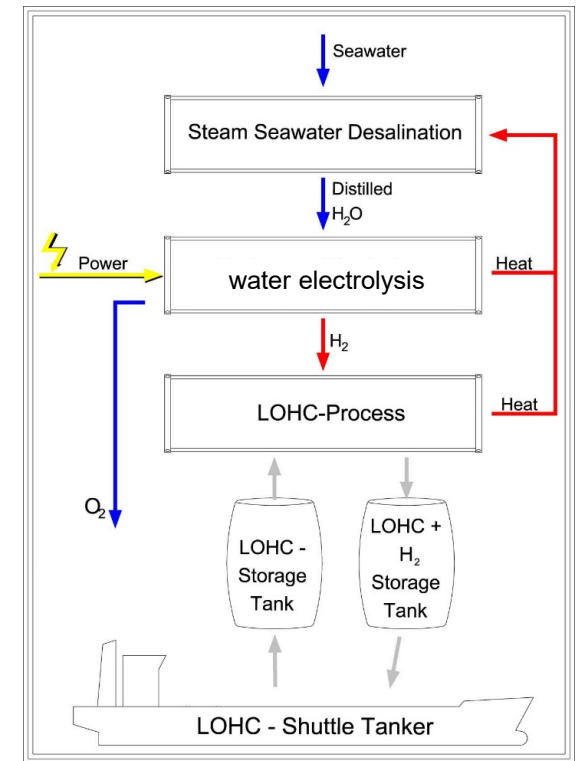 Seawater
Steam Seawater Desalination
Distilled
H₂O
Power
water electrolysis
Heat
H₂
LOHC-Process
Heat
O₂
LOHC -
Storage
Tank
LOHC +
H₂
Storage
Tank
LOHC - Shuttle Tanker